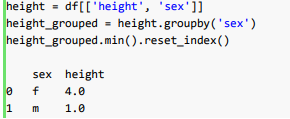 height = df[['height', 'sex']]
height_grouped = height.groupby('sex')
height_grouped.min().reset_index()
sex height
0 f 4.0
1 m 1.0